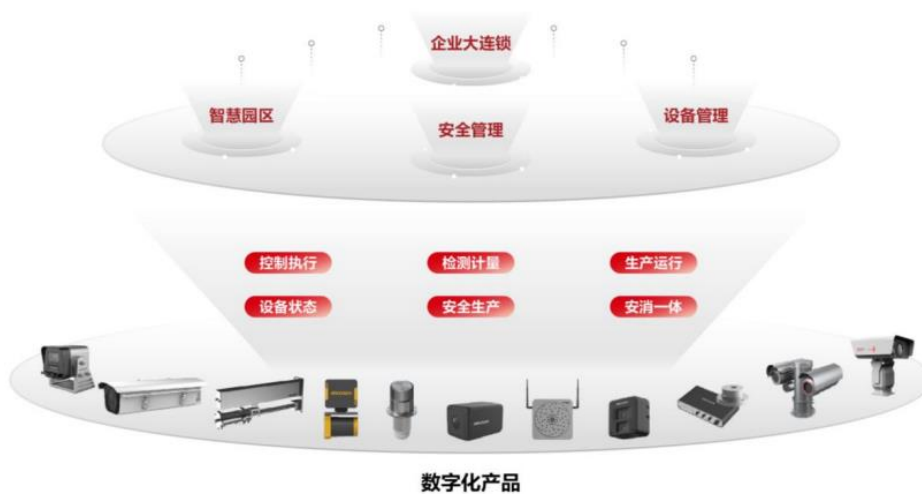 企业大连锁
智慧园区
安全管理
设备管理
控制执行
检测计量
生产运行
设备状态
安全生产
安消一体
数字化产品